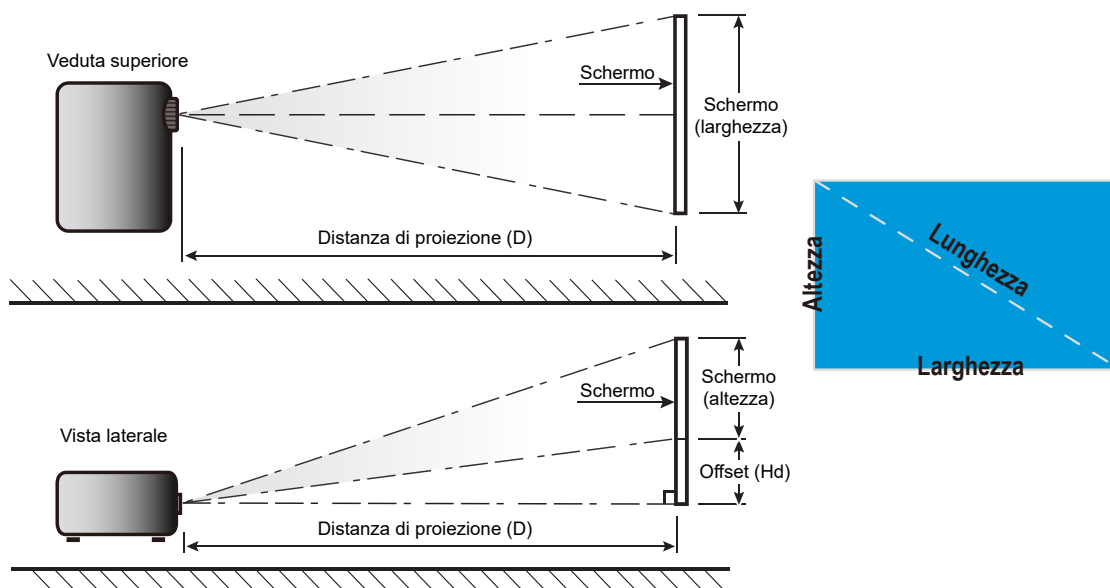 Veduta superiore
Schermo
Schermo
(larghezza)
Distanza di proiezione (D)
Altezza
Lunghezza
Larghezza
Vista laterale
Schermo
Schermo
(altezza)
Offset (Hd)
Distanza di proiezione (D)